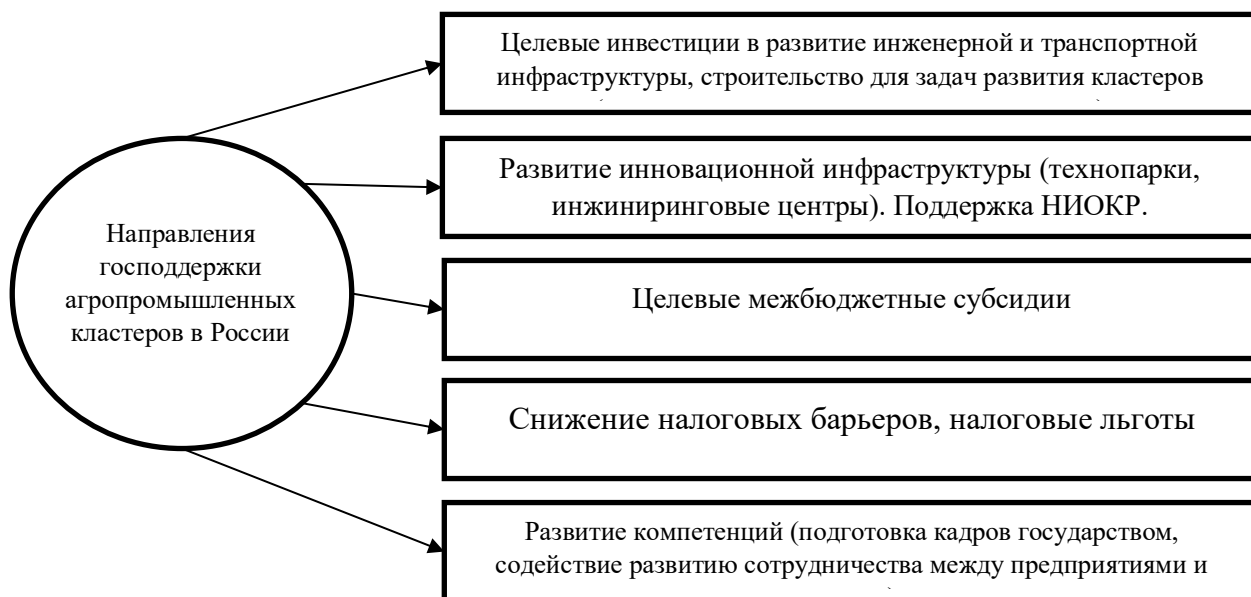 Целевые инвестиции в развитие инженерной и транспортной
инфраструктуры, строительство для задач развития кластеров
Развитие инновационной инфраструктуры (технопарки,
инжиниринговые центры). Поддержка НИОКР.
Направления
господдержки
агропромышленных
кластеров в России
Целевые межбюджетные субсидии
Снижение налоговых барьеров, налоговые льготы
Развитие компетенций (подготовка кадров государством,
содействие развитию сотрудничества между предприятиями и